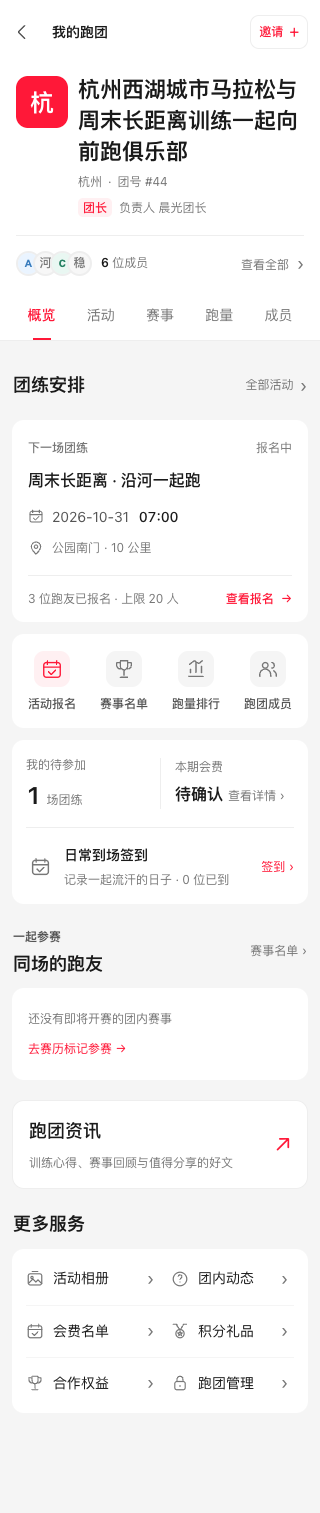 我的跑团
邀请 +
杭
杭州西湖城市马拉松与
周末长距离训练一起向
前跑俱乐部
杭州 · 团号 #44
团长 负责人 晨光团长
A 河 C 稳 6 位成员 查看全部
概览 活动 赛事 跑量 成员
团练安排 全部活动
下一场团练 报名中
周末长距离 · 沿河一起跑
2026-10-31 07:00
公园南门 · 10 公里
3 位跑友已报名 · 上限 20 人 查看报名 →
活动报名 赛事名单 跑量排行 跑团成员
我的待参加 本期会费
1 场团练 待确认 查看详情 ›
日常到场签到
记录一起流汗的日子 · 0 位已到 签到 ›
一起参赛
同场的跑友 赛事名单 ›
还没有即将开赛的团内赛事
去赛历标记参赛 →
跑团资讯
训练心得、赛事回顾与值得分享的好文
更多服务
活动相册 团内动态
会费名单 积分礼品
合作权益 跑团管理